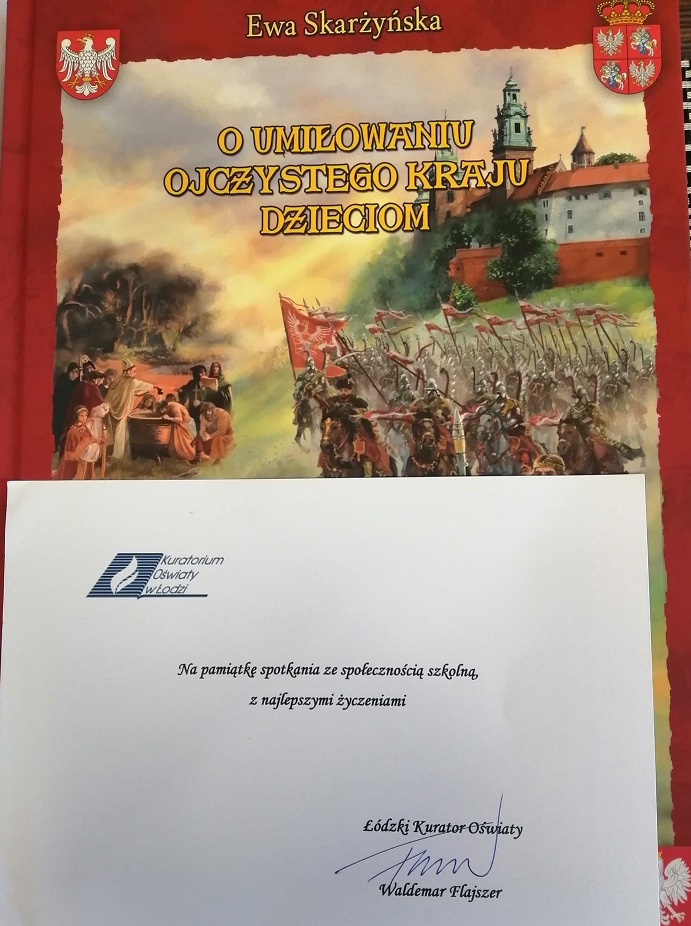 Ewa Skarżyńska
O UMIŁOWANIU
OJCZYSTEGO KRAJU
DZIECIOM
Kuratorium
Oświaty
w Łodzi
Na pamiątkę spotkania ze społecznością szkolną,
z najlepszymi życzeniami
Łódzki Kurator Oświaty
Waldemar Flajszer